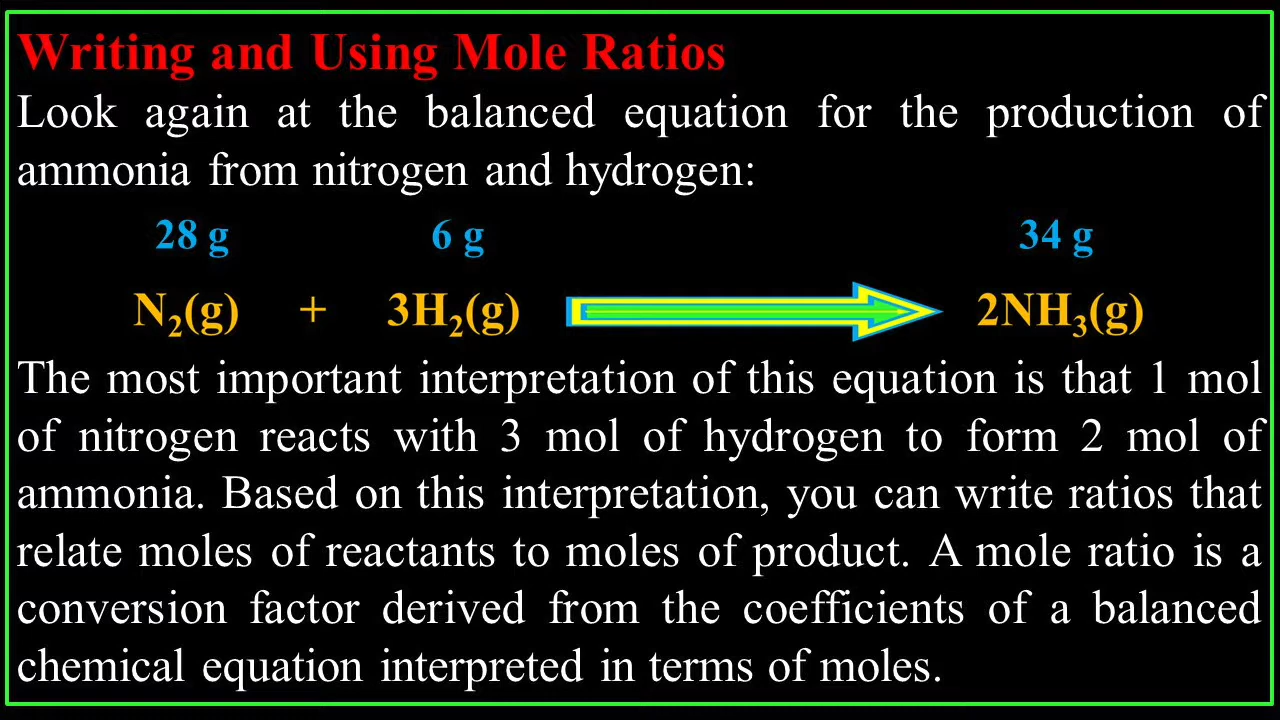 Writing and Using Mole Ratios
Look again at the balanced equation for the production of
ammonia from nitrogen and hydrogen:
28 g 6 g 34 g
N₂(g) + 3H₂(g) 2NH₃(g)
The most important interpretation of this equation is that 1 mol
of nitrogen reacts with 3 mol of hydrogen to form 2 mol of
ammonia. Based on this interpretation, you can write ratios that
relate moles of reactants to moles of product. A mole ratio is a
conversion factor derived from the coefficients of a balanced
chemical equation interpreted in terms of moles.